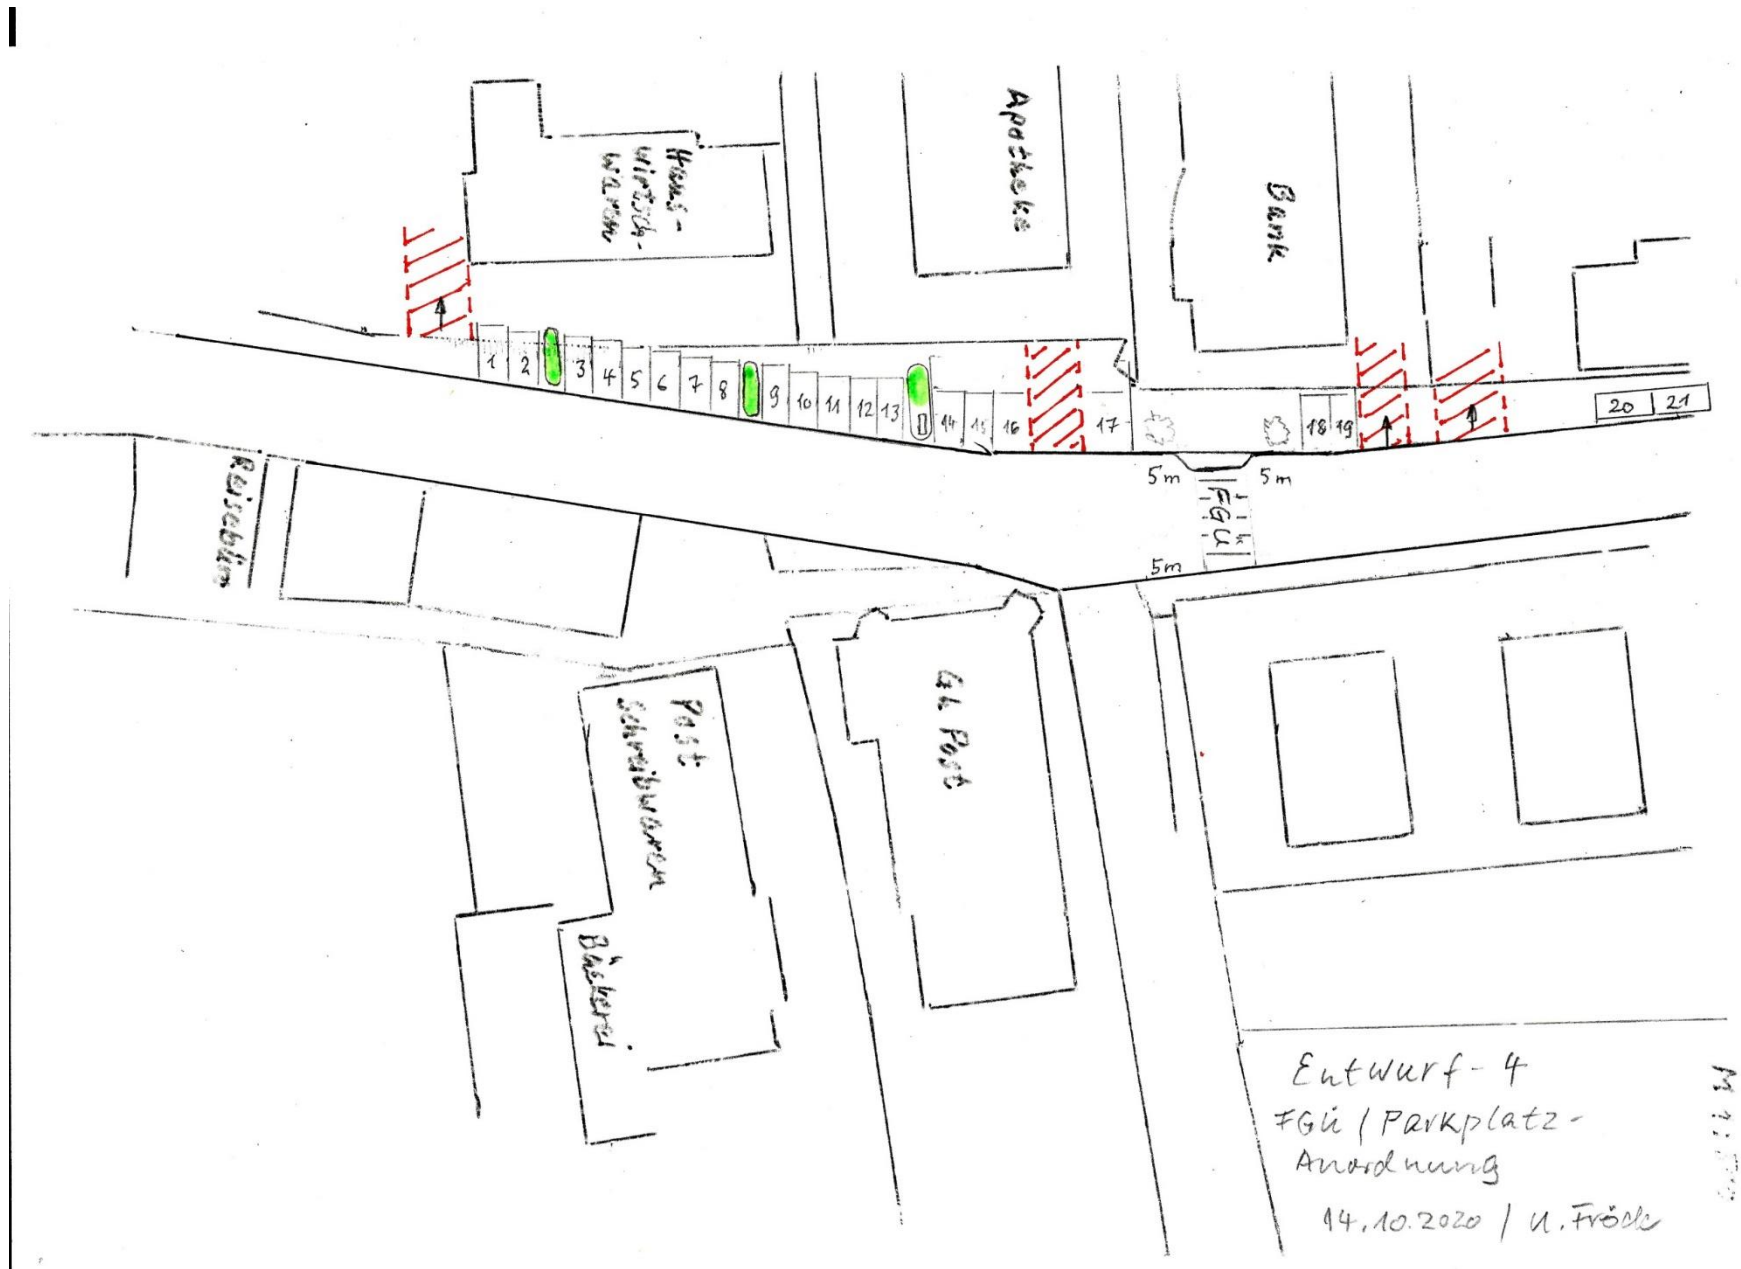 Haus-
wirtsch-
waren
Apotheke
Bank
1
2
3
4
5
6
7
8
9
10
11
12
13
14
15
16
17
18
19
20
21
5m
5m
FGÜ
5m
Reisebüro
Post
Schreibwaren
Bäckerei
Gh Post
Entwurf-4
FGÜ / Parkplatz-
Anordnung
14.10.2020 / U. Fröde